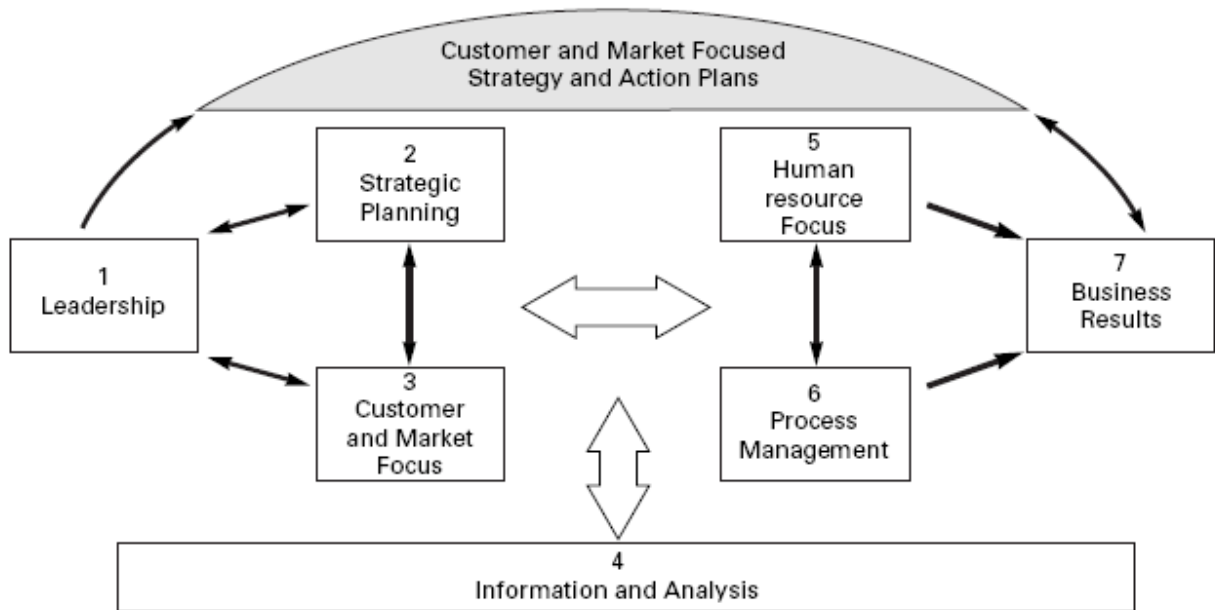 Customer and Market Focused
Strategy and Action Plans
2
Strategic
Planning
5
Human
resource
Focus
1
Leadership
7
Business
Results
3
Customer
and Market
Focus
6
Process
Management
4
Information and Analysis